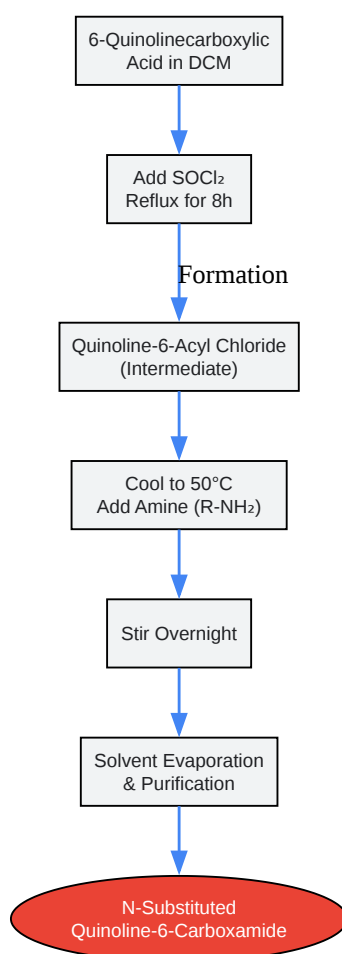 6-Quinolinecarboxylic
Acid in DCM
Add SOCl₂
Reflux for 8h
Formation
Quinoline-6-Acyl Chloride
(Intermediate)
Cool to 50°C
Add Amine (R-NH₂)
Stir Overnight
Solvent Evaporation
& Purification
N-Substituted
Quinoline-6-Carboxamide